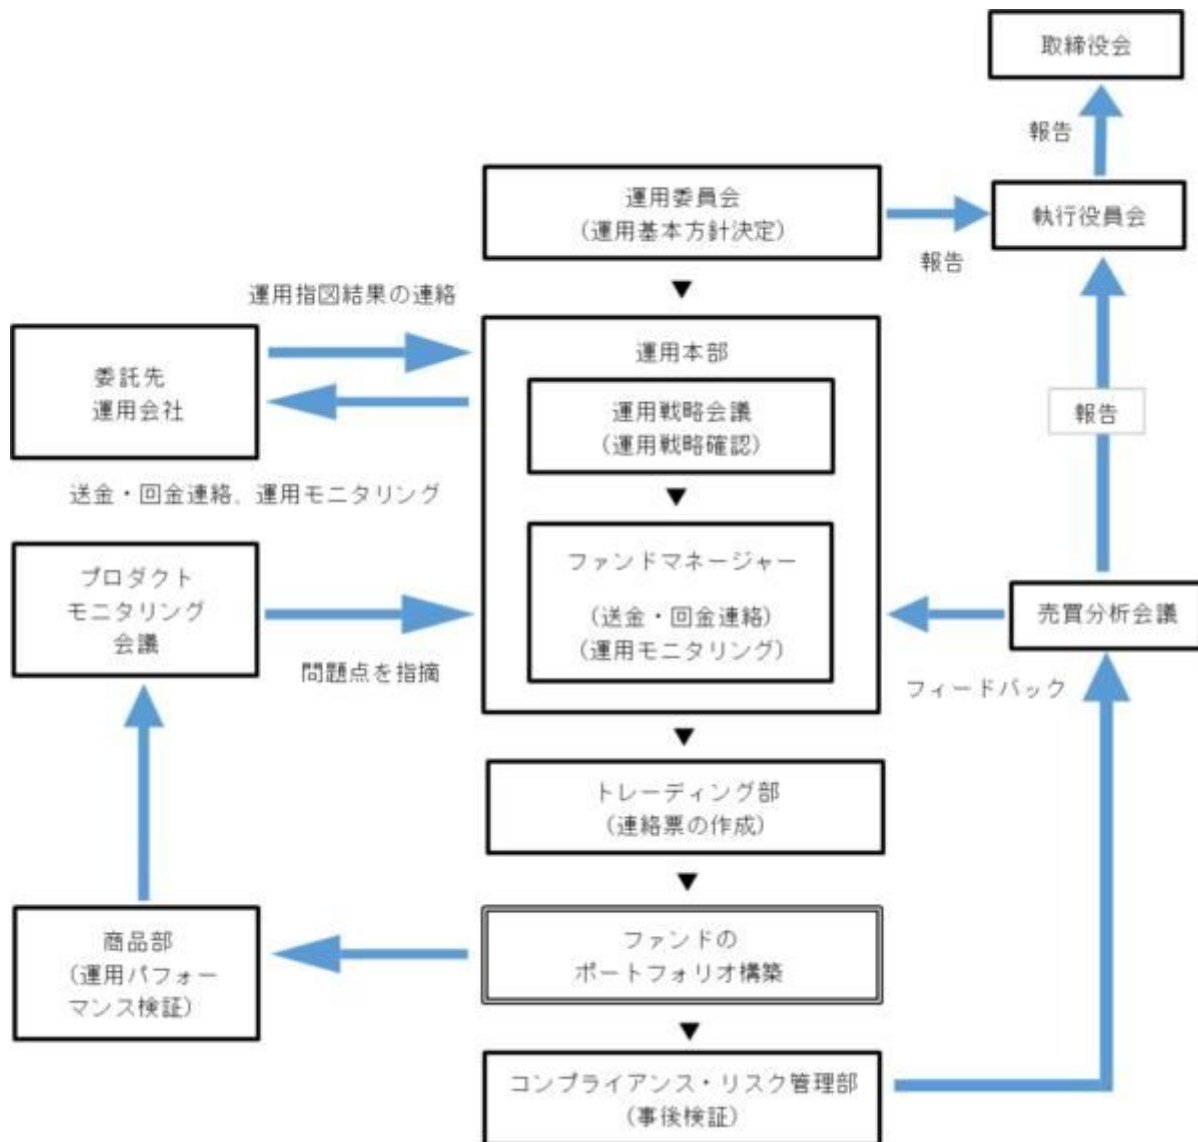 取締役会
報告
運用委員会
(運用基本方針決定)
執行役員会
報告
運用指図結果の連絡
委託先
運用会社
運用本部
運用戦略会議
(運用戦略確認)
報告
送金・回金連絡、運用モニタリング
プロダクト
モニタリング
会議
問題点を指摘
ファンドマネージャー
(送金・回金連絡)
(運用モニタリング)
売買分析会議
フィードバック
トレーディング部
(連絡票の作成)
商品部
(運用パフォー
マンス検証)
ファンドの
ポートフォリオ構築
コンプライアンス・リスク管理部
(事後検証)